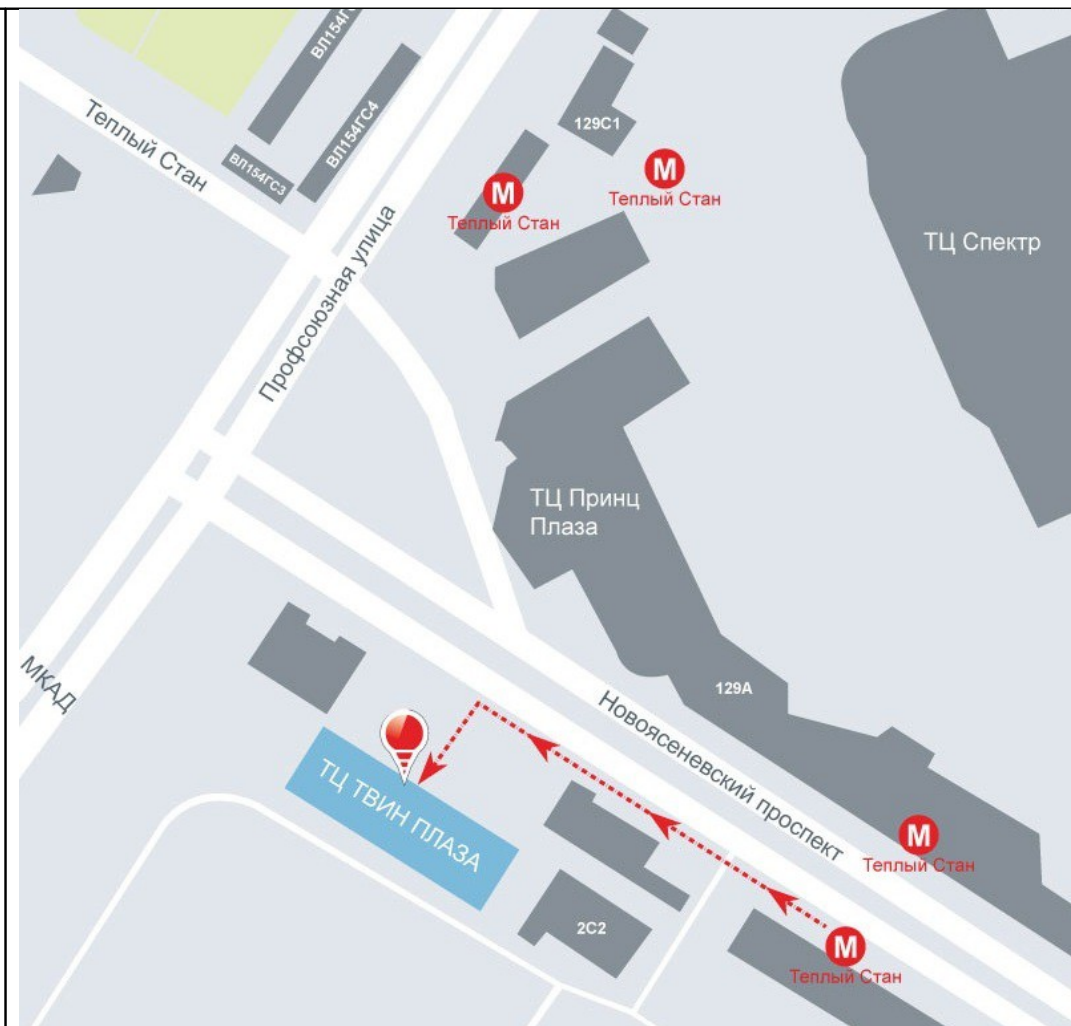 ВЛ154ГС
ВЛ154ГС4
ВЛ154ГС3
Теплый Стан
129С1
М
Теплый Стан
М
Теплый Стан
ТЦ Спектр
Профсоюзная улица
ТЦ Принц
Плаза
129А
МКАД
Новоясеневский проспект
ТЦ ТВИН ПЛАЗА
М
Теплый Стан
2С2
М
Теплый Стан